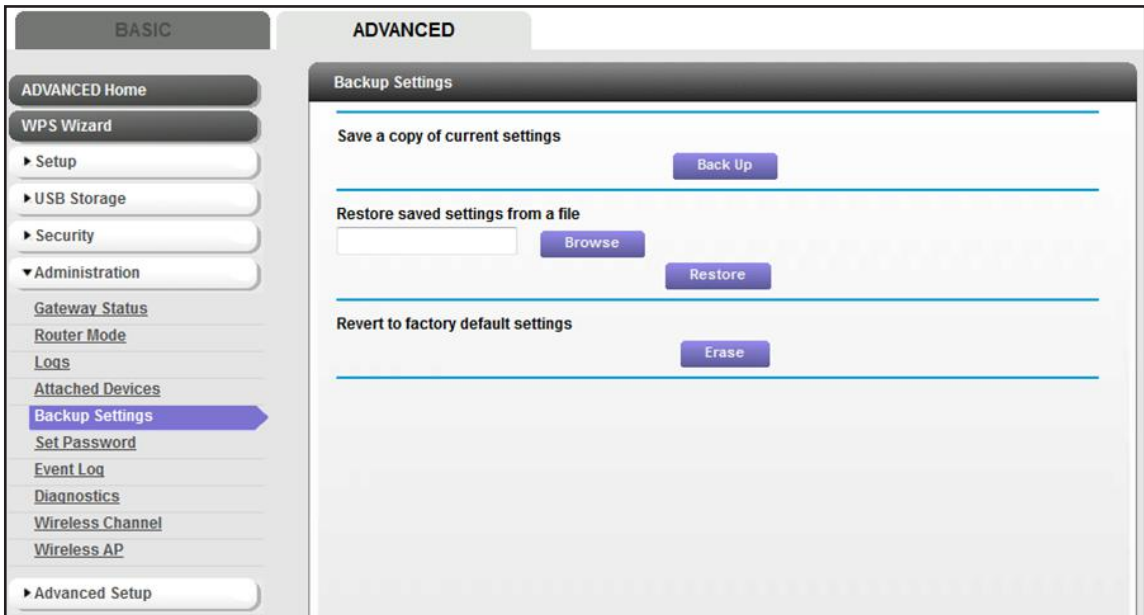 BASIC
ADVANCED
ADVANCED Home
WPS Wizard
Setup
USB Storage
Security
Administration
Gateway Status
Router Mode
Logs
Attached Devices
Backup Settings
Set Password
Event Log
Diagnostics
Wireless Channel
Wireless AP
Advanced Setup
Backup Settings
Save a copy of current settings
Back Up
Restore saved settings from a file
Browse
Restore
Revert to factory default settings
Erase